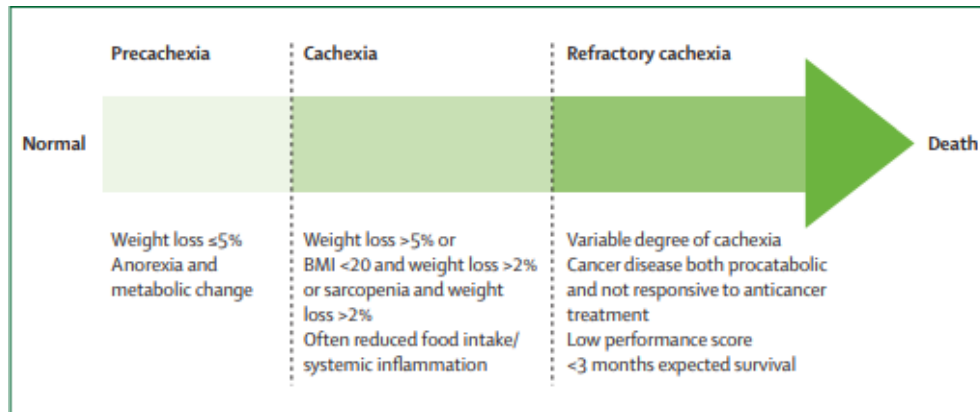 Precachexia
Cachexia
Refractory cachexia
Normal
Death
Weight loss ≤5%
Anorexia and
metabolic change
Weight loss >5% or
BMI <20 and weight loss >2%
or sarcopenia and weight
loss >2%
Often reduced food intake/
systemic inflammation
Variable degree of cachexia
Cancer disease both procatabolic
and not responsive to anticancer
treatment
Low performance score
<3 months expected survival